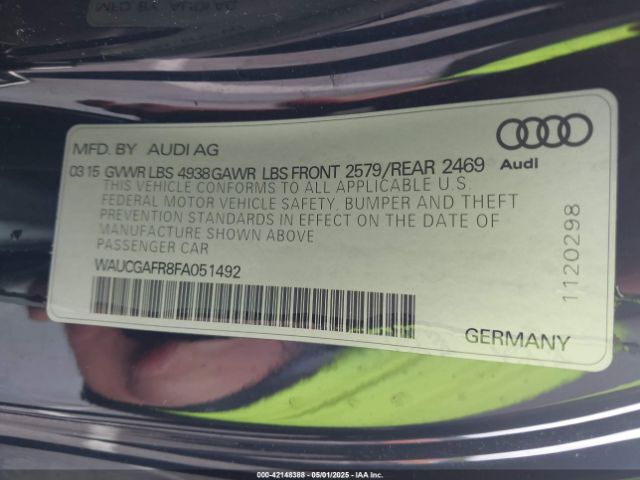 MFD. BY AUDI AG
Audi
03 15 GVWR LBS 4938 GAWR LBS FRONT 2579/REAR 2469
THIS VEHICLE CONFORMS TO ALL APPLICABLE U.S.
FEDERAL MOTOR VEHICLE SAFETY, BUMPER AND THEFT
PREVENTION STANDARDS IN EFFECT ON THE DATE OF
MANUFACTURE SHOWN ABOVE
PASSENGER CAR
WAUCGAFR8FA051492
1120298
GERMANY
000-42148388 - 05/01/2025 - IAA Inc.